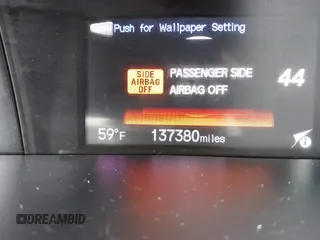 Push for Wallpaper Setting
SIDE
AIRBAG
OFF
PASSENGER SIDE
AIRBAG OFF
44
59°F
137380miles
i
DREAMBID